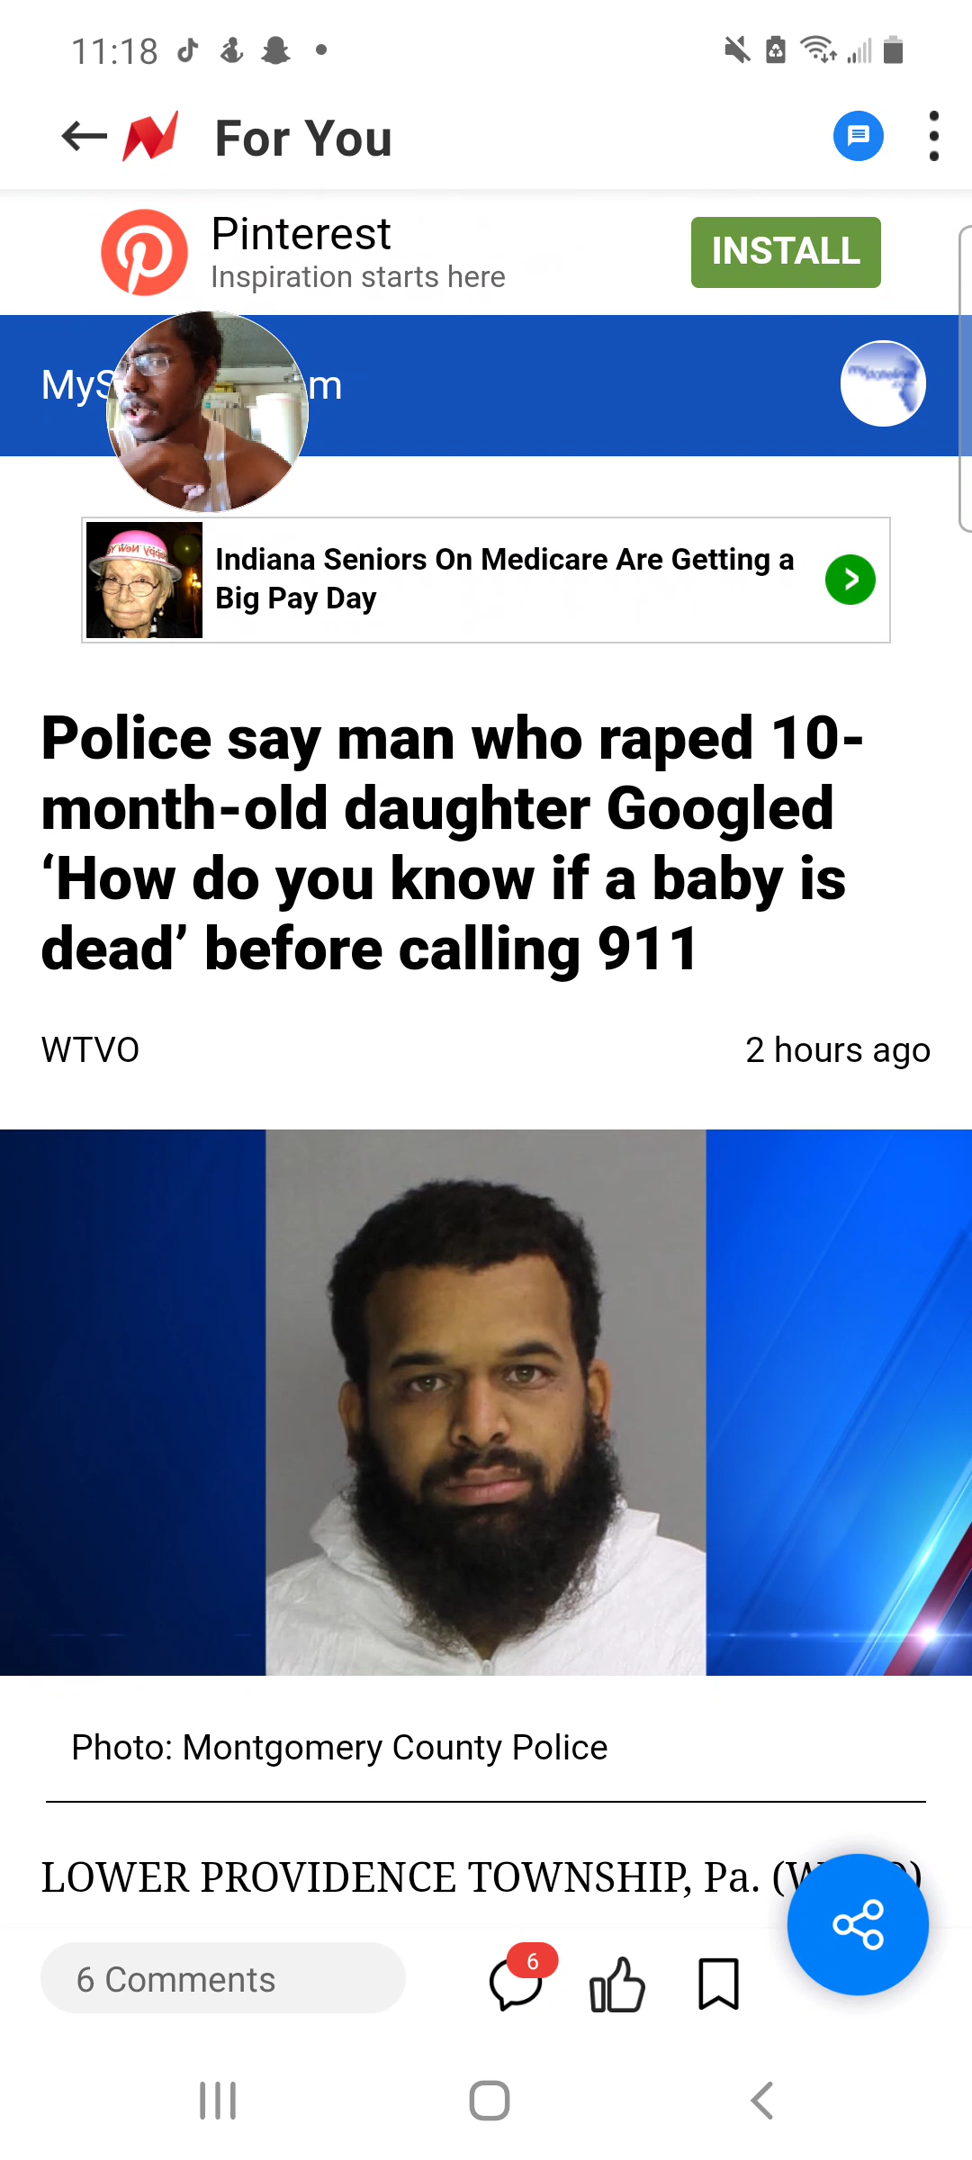 11:18
For You
Pinterest
Inspiration starts here
INSTALL
MyS m
Indiana Seniors On Medicare Are Getting a
Big Pay Day
Police say man who raped 10-
month-old daughter Googled
‘How do you know if a baby is
dead’ before calling 911
WTVO
2 hours ago
Photo: Montgomery County Police
LOWER PROVIDENCE TOWNSHIP, Pa. (W )
6 Comments
6